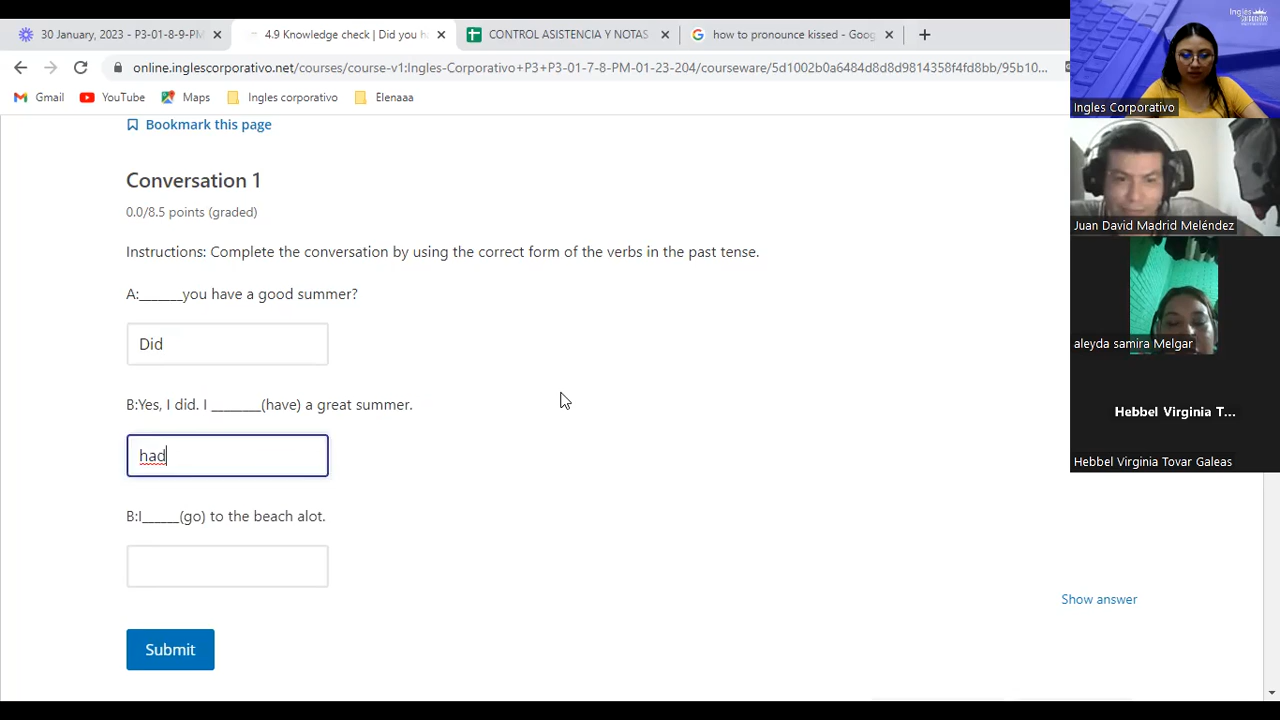 30 January, 2023 - P3-01-8-9-PM
4.9 Knowledge check | Did you h
CONTROL ASISTENCIA Y NOTAS
how to pronounce kissed - Goog
online.inglescorporativo.net/courses/course-v1:Ingles-Corporativo+P3+P3-01-7-8-PM-01-23-204/courseware/5d1002b0a6484d8d8d9814358f4fd8bb/95b10...
Gmail
YouTube
Maps
Ingles corporativo
Elenaaa
Bookmark this page
Conversation 1
0.0/8.5 points (graded)
Instructions: Complete the conversation by using the correct form of the verbs in the past tense.
A:______you have a good summer?
Did
B:Yes, I did. I _______(have) a great summer.
had
B:I_____(go) to the beach alot.
Show answer
Submit
Ingles Corporativo
Juan David Madrid Meléndez
aleyda samira Melgar
Hebbel Virginia T...
Hebbel Virginia Tovar Galeas